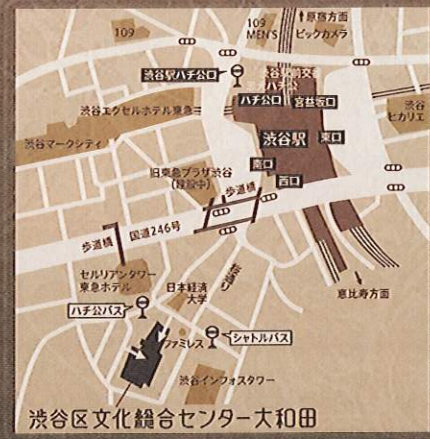 ↑原宿方面
109
109
MEN'S
ビックカメラ
渋谷駅ハチ公口
ハチ公口
宮益坂口
渋谷エクセルホテル東急
渋谷
ヒカリエ
渋谷マークシティ
渋谷駅
東口
南口
西口
旧東急プラザ渋谷
(建設中)
歩道橋
歩道橋
国道246号
セルリアンタワー
東急ホテル
日本経済
大学
恵比寿方面
ハチ公バス
ファミレス
シャトルバス
渋谷インフォスタワー
渋谷区文化総合センター大和田